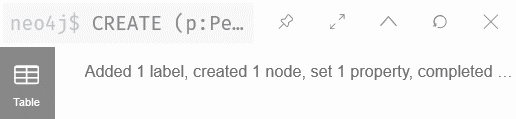 neo4j$ CREATE (p:Pe…
Added 1 label, created 1 node, set 1 property, completed ...
Table